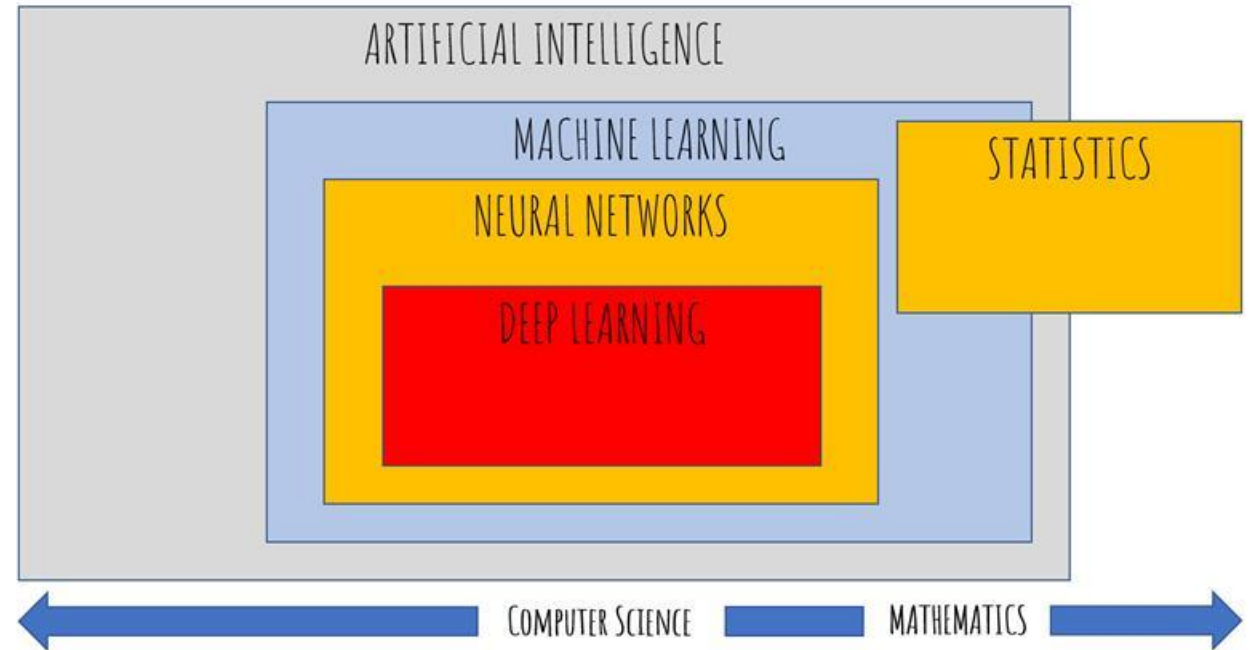 ARTIFICIAL INTELLIGENCE
MACHINE LEARNING
STATISTICS
NEURAL NETWORKS
DEEP LEARNING
COMPUTER SCIENCE
MATHEMATICS